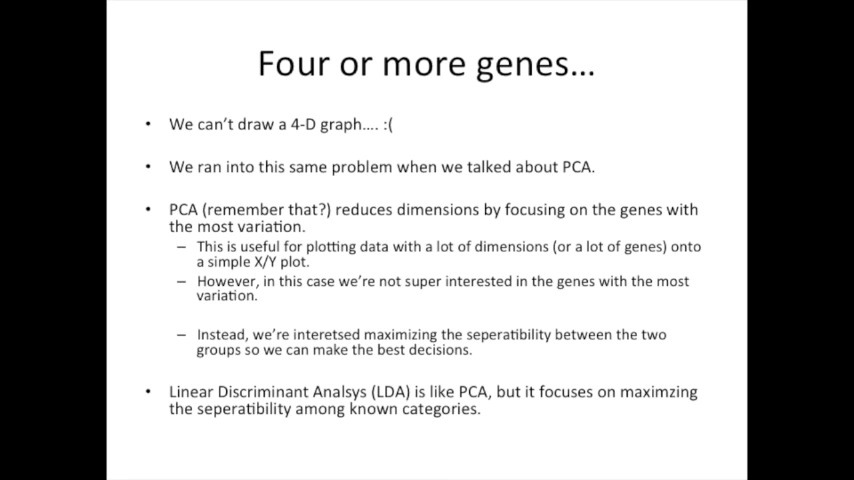 Four or more genes...
• We can't draw a 4-D graph.... :(
• We ran into this same problem when we talked about PCA.
• PCA (remember that?) reduces dimensions by focusing on the genes with
the most variation.
– This is useful for plotting data with a lot of dimensions (or a lot of genes) onto
a simple X/Y plot.
– However, in this case we're not super interested in the genes with the most
variation.
– Instead, we're interetsed maximizing the seperatibility between the two
groups so we can make the best decisions.
• Linear Discriminant Analsys (LDA) is like PCA, but it focuses on maximzing
the seperatibility among known categories.